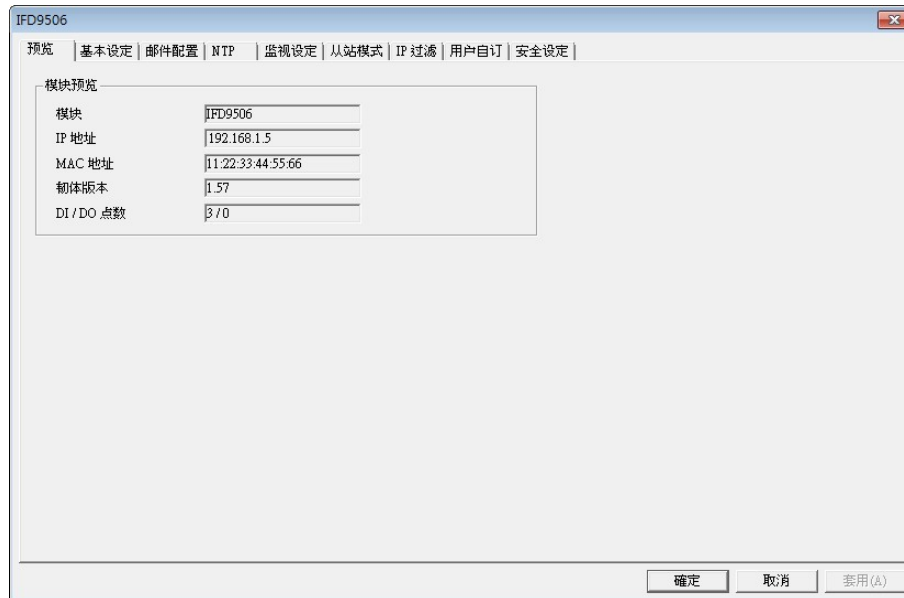 IFD9506
预览 基本设定 邮件配置 NTP 监视设定 从站模式 IP 过滤 用户自订 安全设定
模块预览
模块 IFD9506
IP 地址 192.168.1.5
MAC 地址 11:22:33:44:55:66
韧体版本 1.57
DI / DO 点数 3 / 0
確定 取消 套用(A)